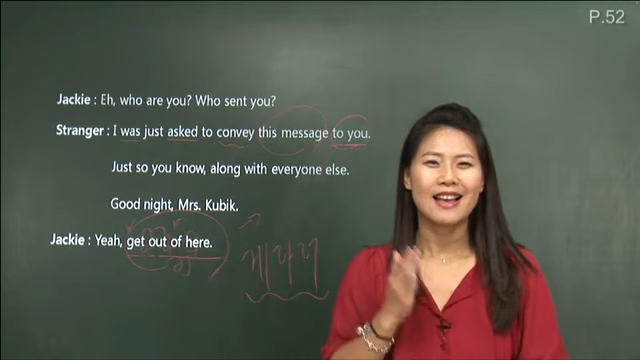 P.52
Jackie : Eh, who are you? Who sent you?
Stranger : I was just asked to convey this message to you.
Just so you know, along with everyone else.
Good night, Mrs. Kubik.
Jackie : Yeah, get out of here.
게라러